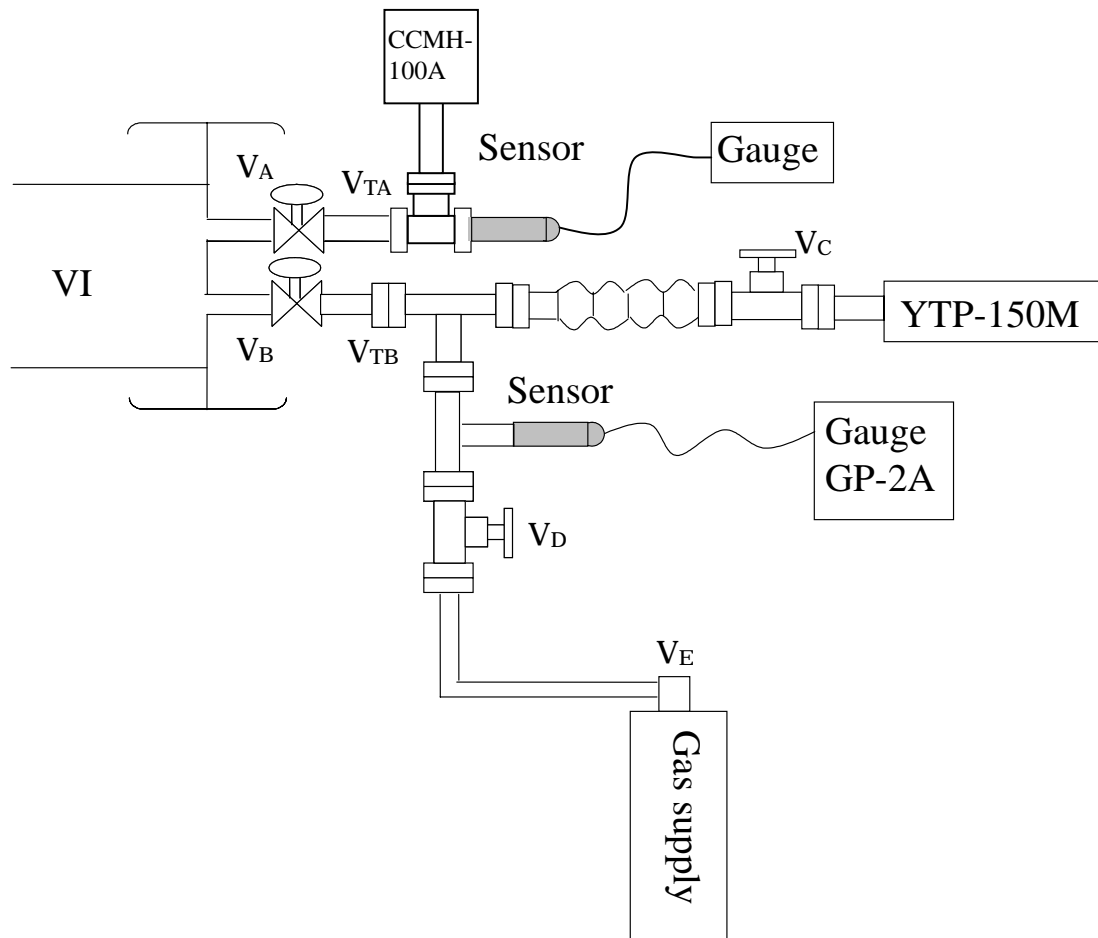 CCMH-
100A
Sensor
Gauge
VA
VTA
VC
VI
YTP-150M
VB
VTB
Sensor
Gauge
GP-2A
VD
VE
Gas supply